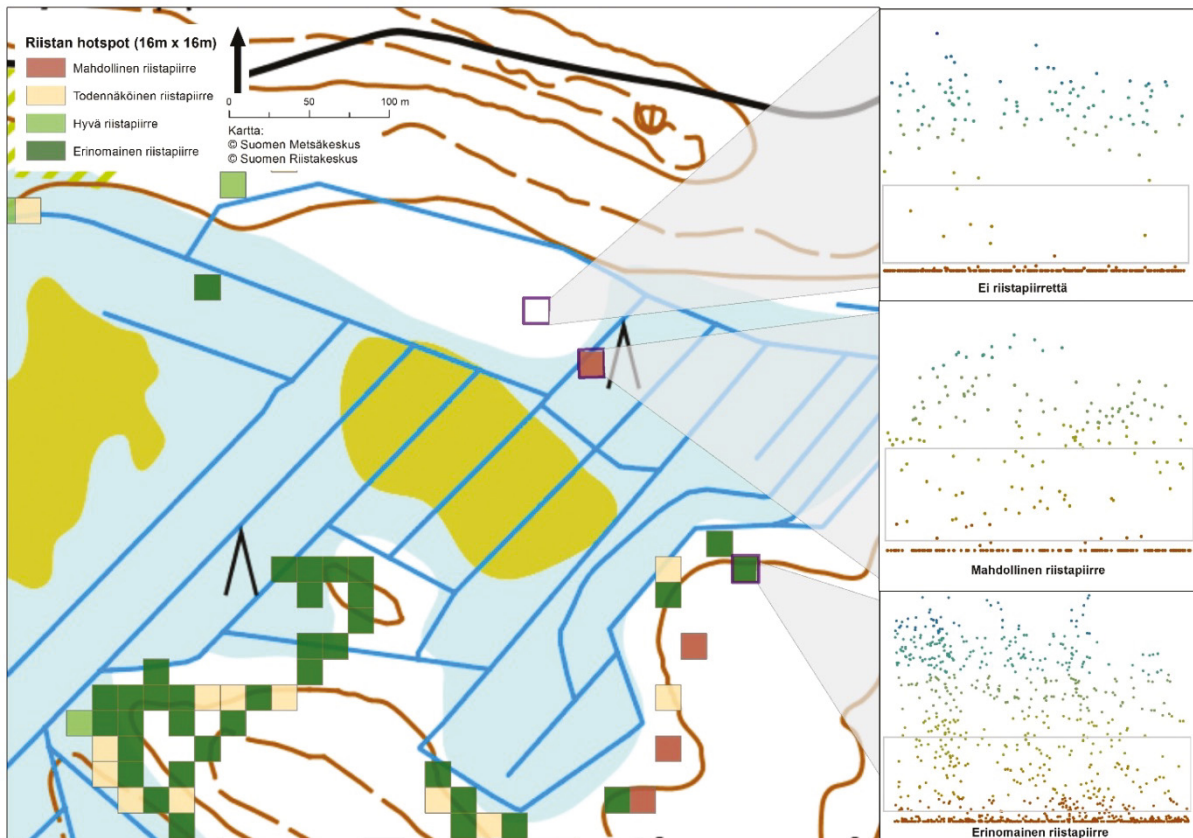 Riistan hotspot (16m x 16m)
Mahdollinen riistapiirre
Todennäköinen riistapiirre
Hyvä riistapiirre
Erinomainen riistapiirre
0 50 100 m
Kartta:
© Suomen Metsäkeskus
© Suomen Riistakeskus
Ei riistapiirrettä
Mahdollinen riistapiirre
Erinomainen riistapiirre